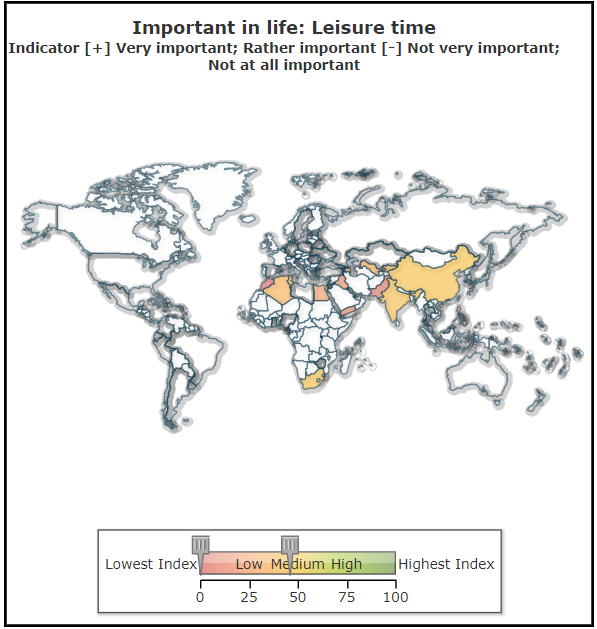 Important in life: Leisure time
Indicator [+] Very important; Rather important [-] Not very important;
Not at all important
Lowest Index Low Medium High Highest Index
0 25 50 75 100